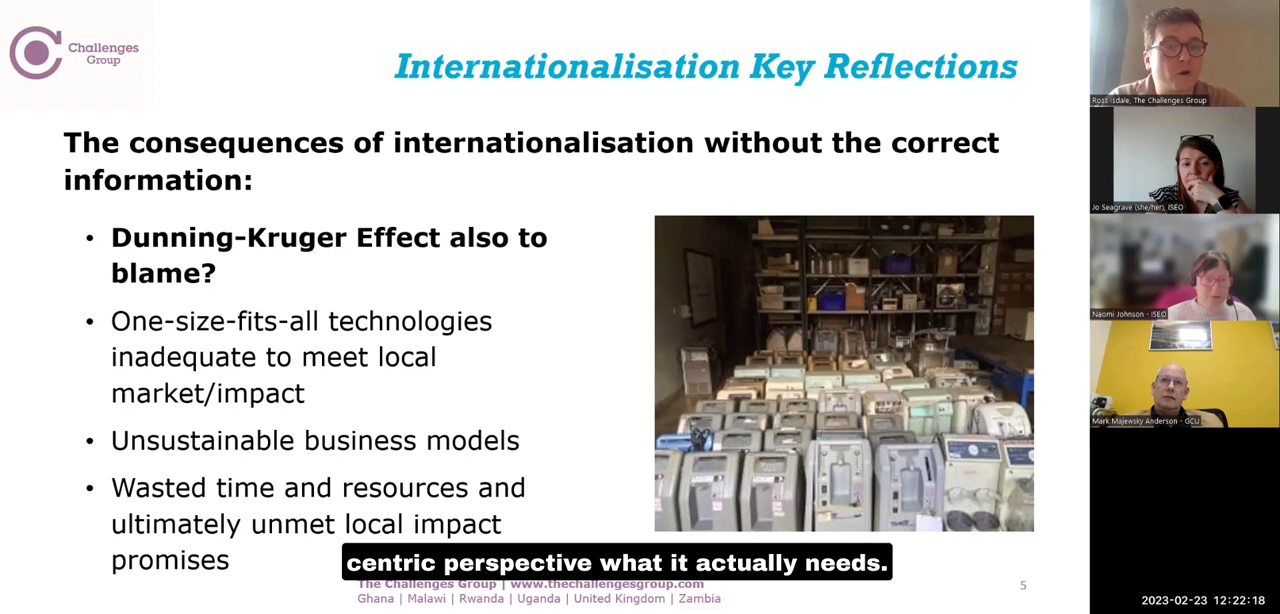 Challenges
Group
Internationalisation Key Reflections
The consequences of internationalisation without the correct
information:
• Dunning-Kruger Effect also to
blame?
• One-size-fits-all technologies
inadequate to meet local
market/impact
• Unsustainable business models
• Wasted time and resources and
ultimately unmet local impact
promises
centric perspective what it actually needs.
The Challenges Group | www.thechallengesgroup.com
Ghana | Malawi | Rwanda | Uganda | United Kingdom | Zambia
5
Ross Isdale, The Challenges Group
Jo Seagrave (she/her), ISEO
Naomi Johnson - ISEO
Mark Majewsky Anderson - GCU
2023-02-23 12:22:18